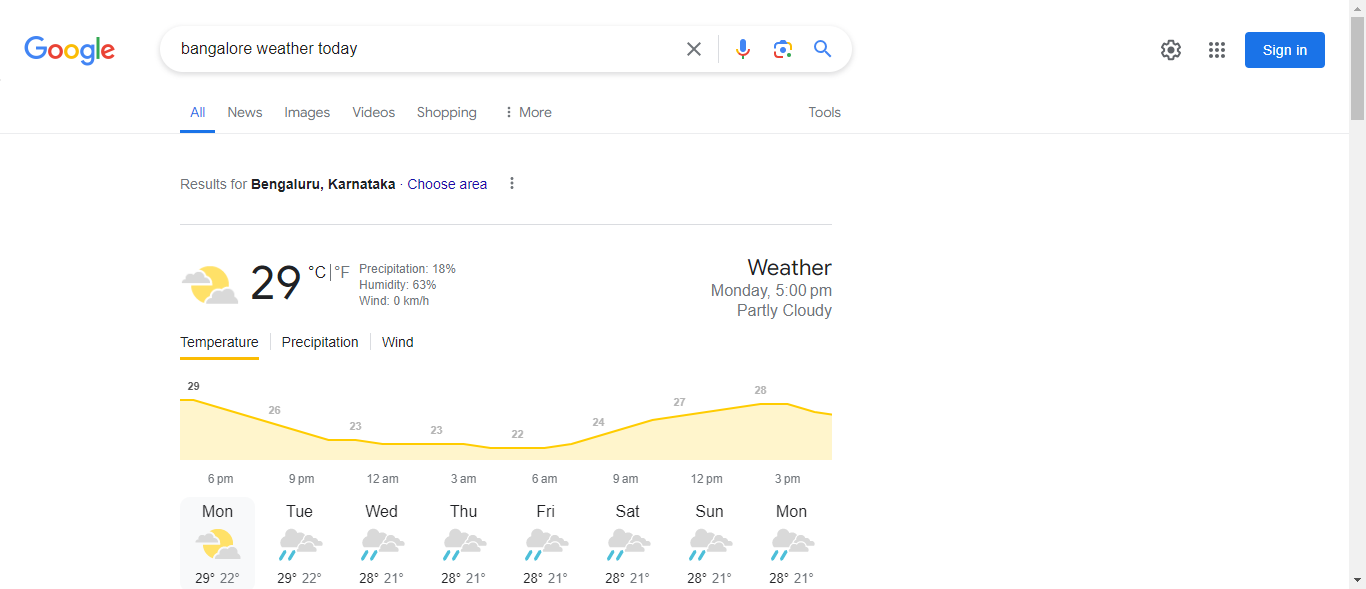 Google
bangalore weather today
Sign in
All News Images Videos Shopping More Tools
Results for Bengaluru, Karnataka · Choose area
29 °C | °F
Precipitation: 18%
Humidity: 63%
Wind: 0 km/h
Weather
Monday, 5:00 pm
Partly Cloudy
Temperature Precipitation Wind
29 26 23 23 22 24 27 28
6 pm 9 pm 12 am 3 am 6 am 9 am 12 pm 3 pm
Mon Tue Wed Thu Fri Sat Sun Mon
29° 22° 29° 22° 28° 21° 28° 21° 28° 21° 28° 21° 28° 21° 28° 21°